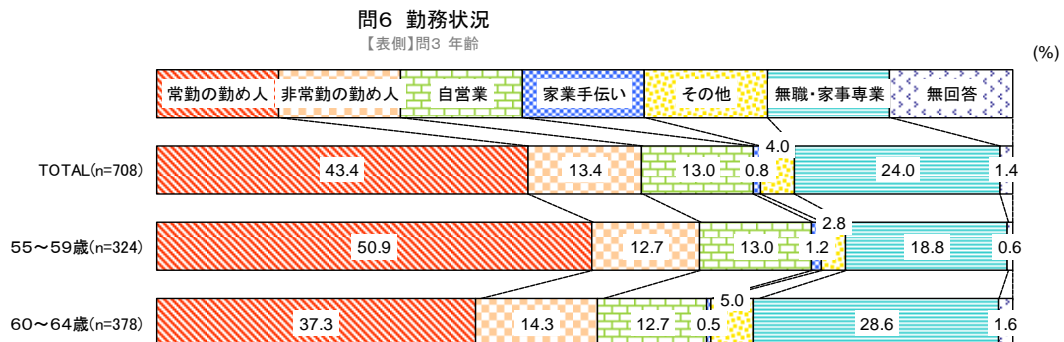 問6 勤務状況
【表側】問3 年齢
(%)
常勤の勤め人 非常勤の勤め人 自営業 家業手伝い その他 無職・家事専業 無回答
TOTAL(n=708) 43.4 13.4 13.0 0.8 4.0 24.0 1.4
55～59歳(n=324) 50.9 12.7 13.0 1.2 2.8 18.8 0.6
60～64歳(n=378) 37.3 14.3 12.7 0.5 5.0 28.6 1.6